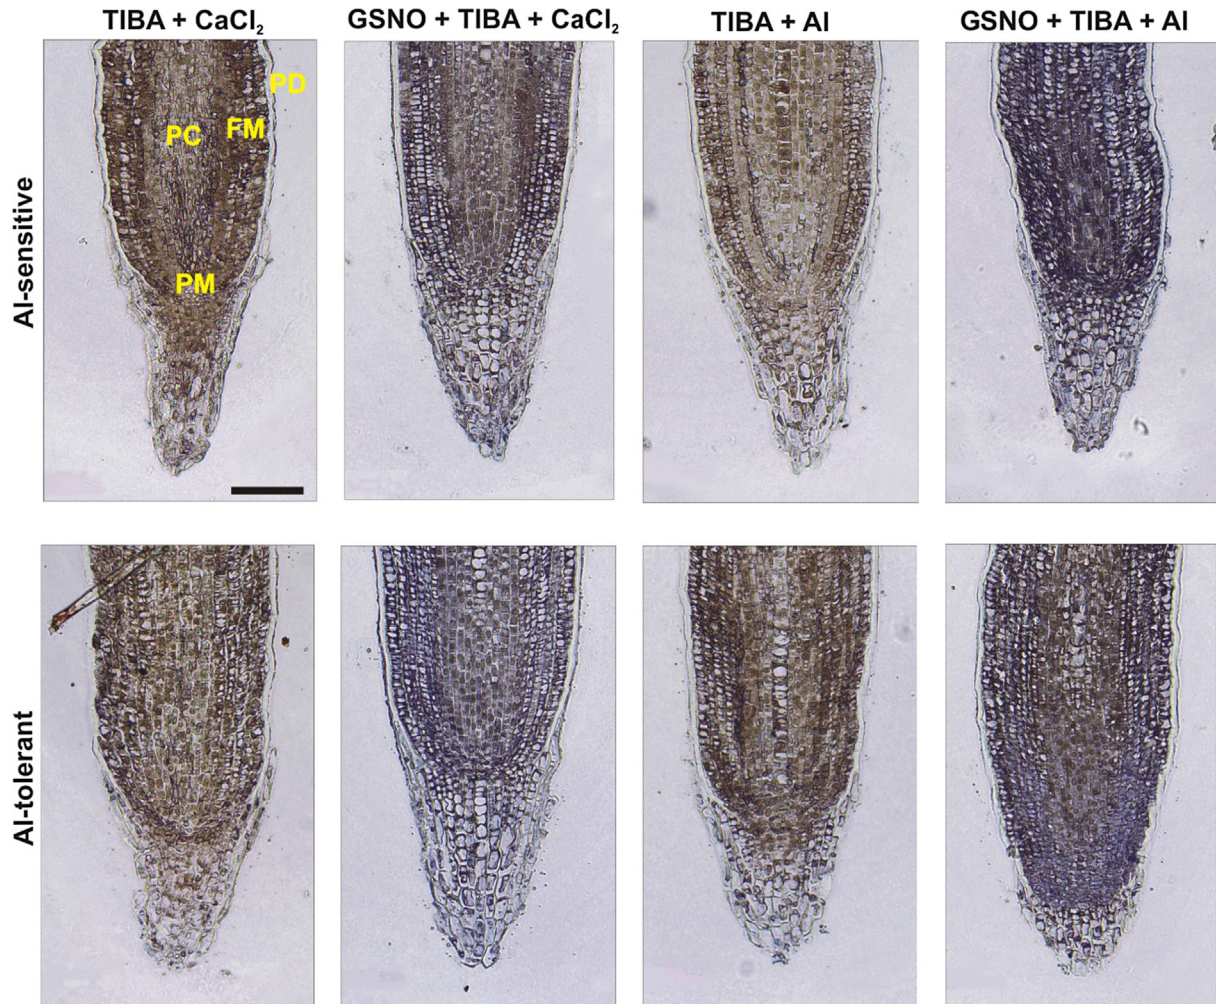 TIBA + CaCl₂
GSNO + TIBA + CaCl₂
TIBA + Al
GSNO + TIBA + Al
Al-sensitive
PD
FM
PC
PM
Al-tolerant